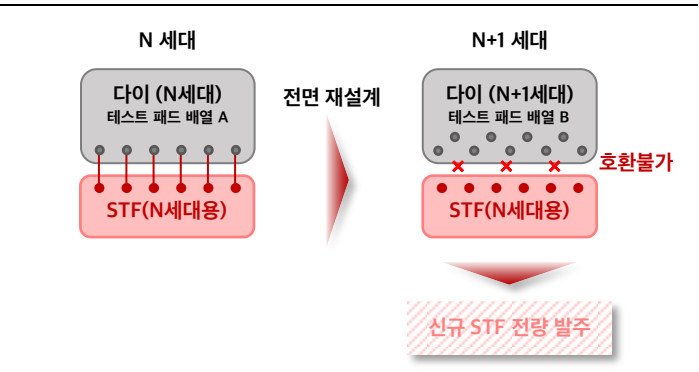 N 세대
N+1 세대
다이 (N세대)
테스트 패드 배열 A
전면 재설계
다이 (N+1세대)
테스트 패드 배열 B
호환불가
STF(N세대용)
STF(N세대용)
신규 STF 전량 발주